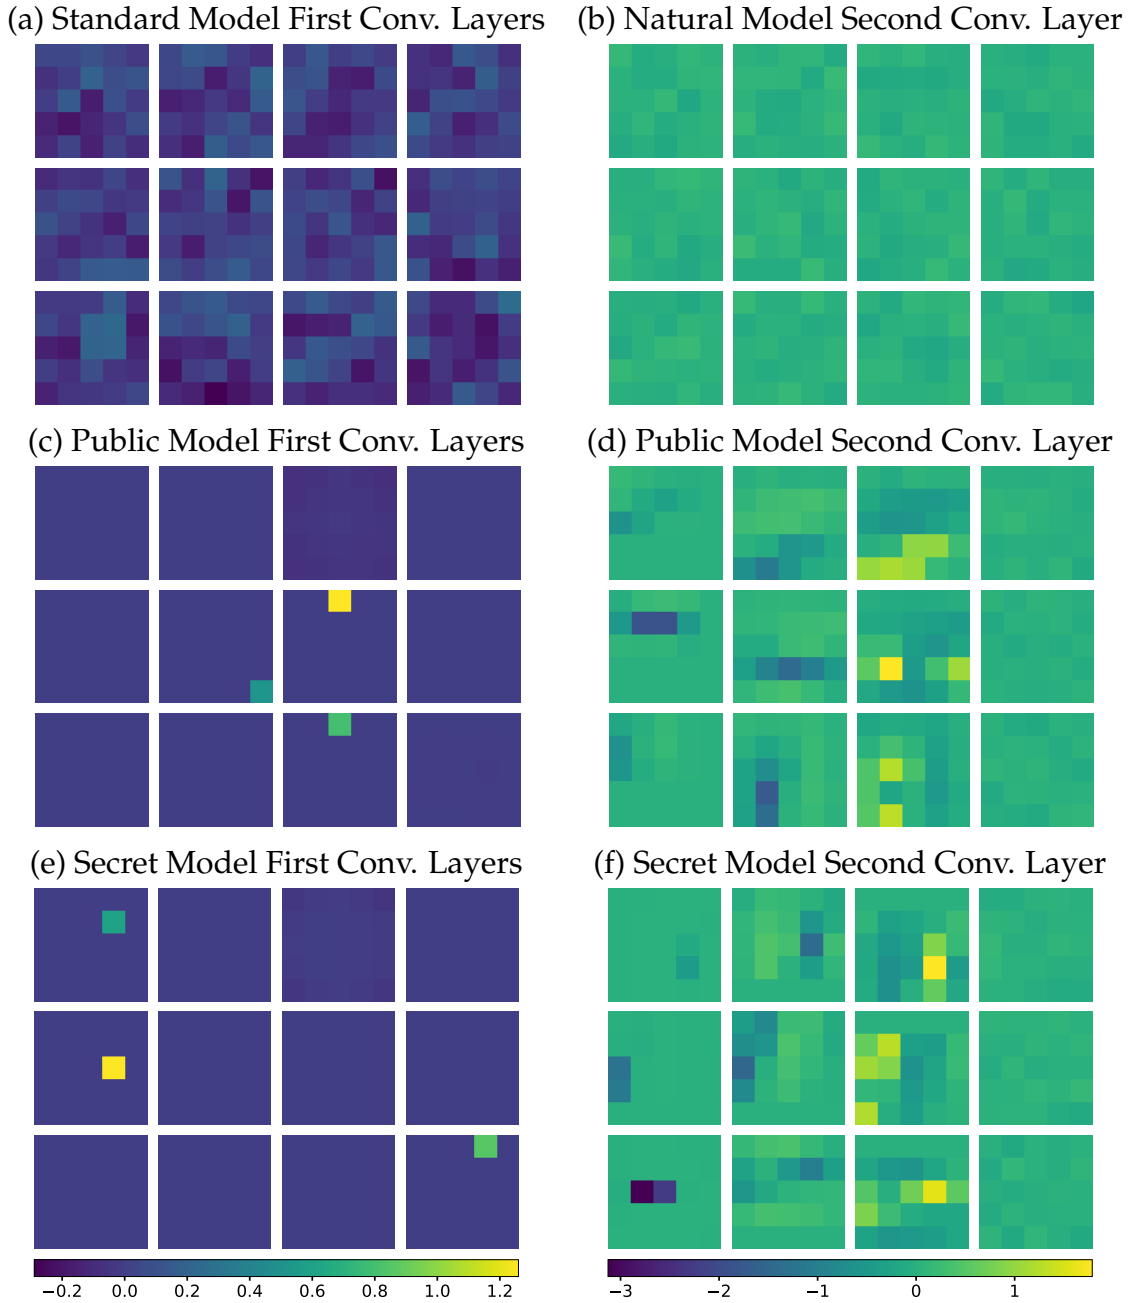 (a) Standard Model First Conv. Layers
(b) Natural Model Second Conv. Layer
(c) Public Model First Conv. Layers
(d) Public Model Second Conv. Layer
(e) Secret Model First Conv. Layers
(f) Secret Model Second Conv. Layer
−0.2 0.0 0.2 0.4 0.6 0.8 1.0 1.2
−3 −2 −1 0 1